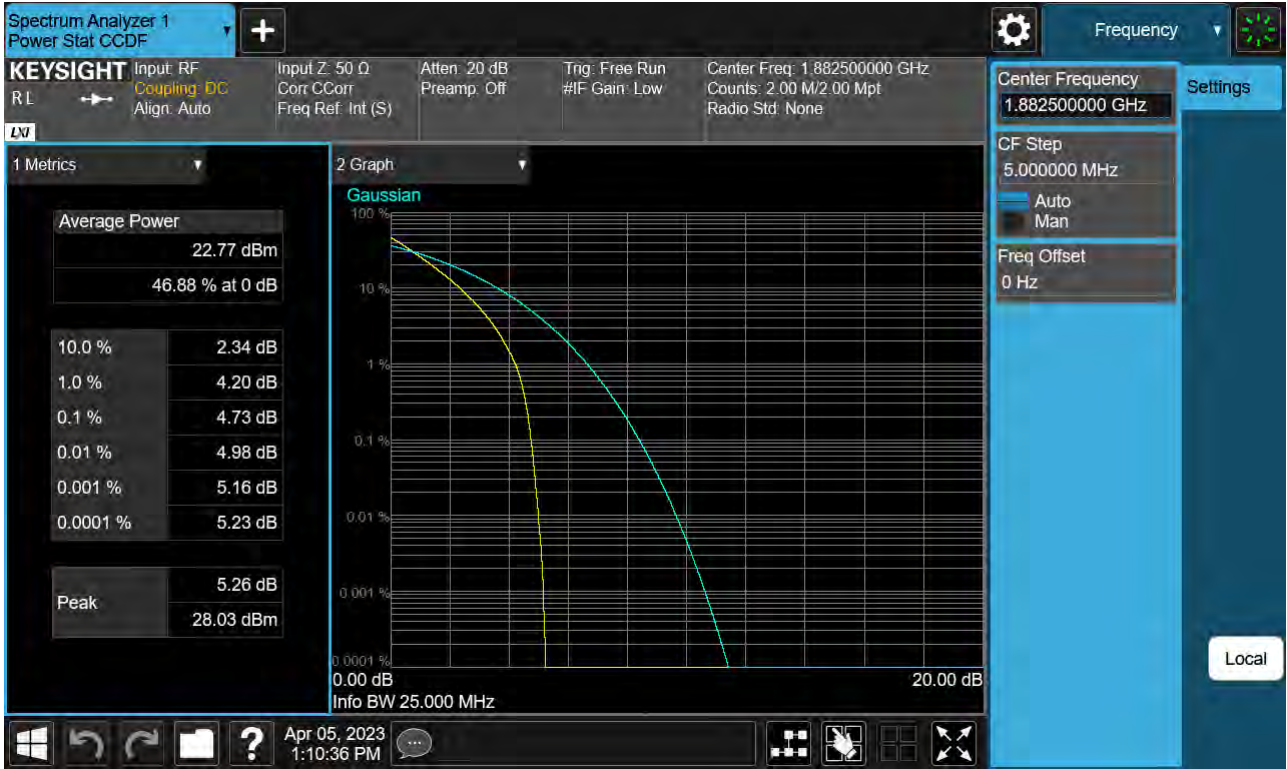 Spectrum Analyzer 1
Power Stat CCDF
+
Frequency
KEYSIGHT
R L
LXI
Input: RF
Coupling: DC
Align: Auto
Input Z: 50 Ω
Corr CCorr
Freq Ref: Int (S)
Atten: 20 dB
Preamp: Off
Trig: Free Run
#IF Gain: Low
Center Freq: 1.882500000 GHz
Counts: 2.00 M/2.00 Mpt
Radio Std: None
Center Frequency
1.882500000 GHz
Settings
CF Step
5.000000 MHz
Auto
Man
Freq Offset
0 Hz
1 Metrics
Average Power
22.77 dBm
46.88 % at 0 dB
10.0 % 2.34 dB
1.0 % 4.20 dB
0.1 % 4.73 dB
0.01 % 4.98 dB
0.001 % 5.16 dB
0.0001 % 5.23 dB
Peak
5.26 dB
28.03 dBm
2 Graph
Gaussian
100 %
10 %
1 %
0.1 %
0.01 %
0.001 %
0.0001 %
0.00 dB 20.00 dB
Info BW 25.000 MHz
Local
?
Apr 05, 2023
1:10:36 PM